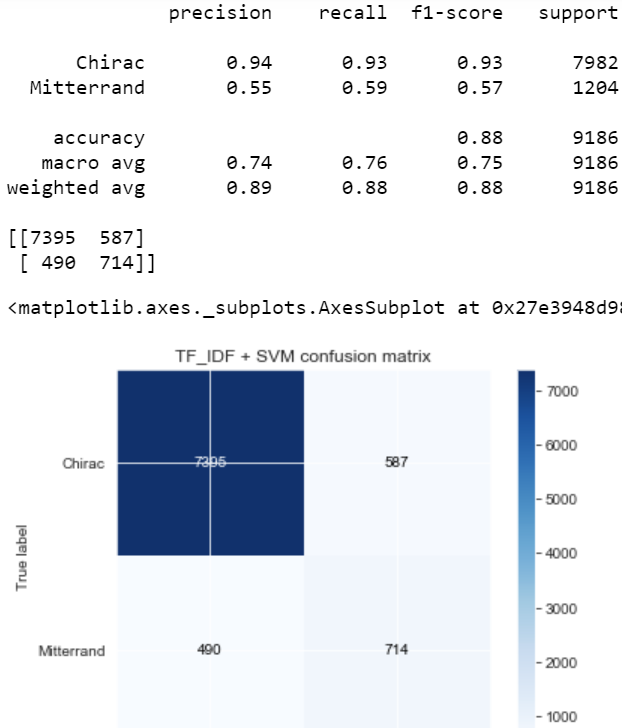 precision recall f1-score support
Chirac 0.94 0.93 0.93 7982
Mitterrand 0.55 0.59 0.57 1204
accuracy 0.88 9186
macro avg 0.74 0.76 0.75 9186
weighted avg 0.89 0.88 0.88 9186
[[7395 587]
[ 490 714]]
<matplotlib.axes._subplots.AxesSubplot at 0x27e3948d9
TF_IDF + SVM confusion matrix
7000
6000
Chirac 7395 587
5000
True label
4000
3000
Mitterrand 490 714
2000
1000